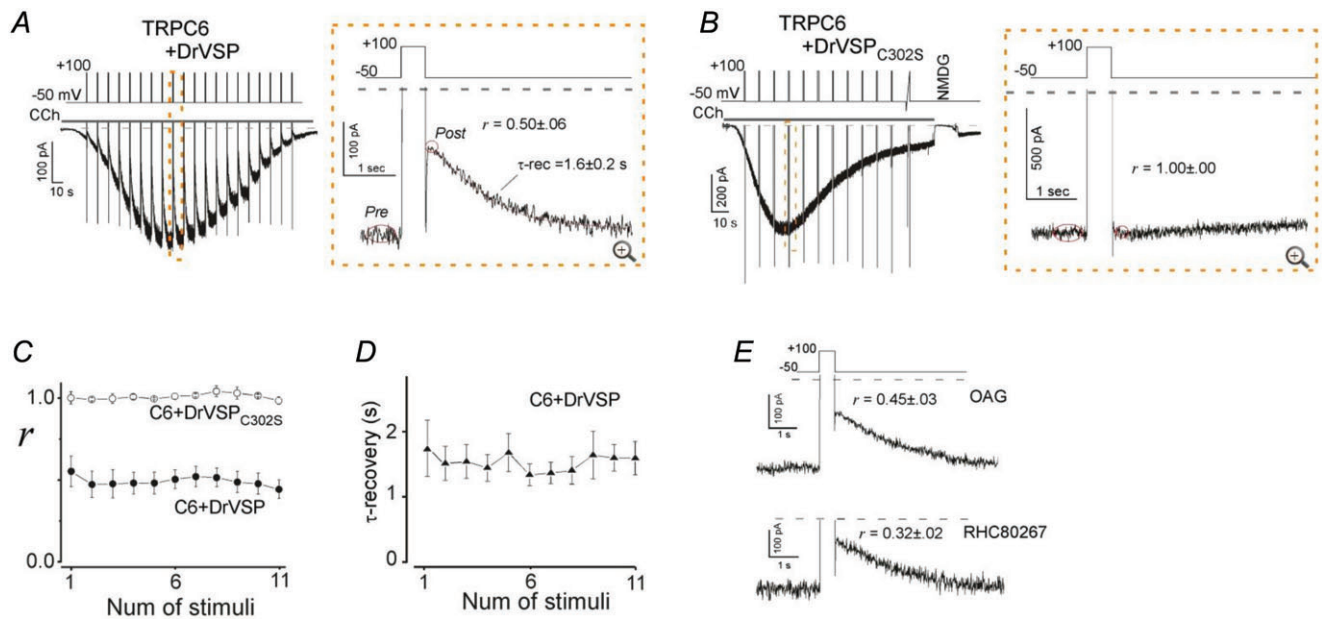 A
TRPC6
+DrVSP
+100
-50 mV
CCh
100 pA
10 s
+100
-50
100 pA
1 sec
Post
r = 0.50±.06
τ-rec =1.6±0.2 s
Pre
B
TRPC6
+DrVSP C302S
+100
-50 mV
CCh
NMDG
200 pA
10 s
+100
-50
500 pA
1 sec
r = 1.00±.00
C
r
1.0
0.0
C6+DrVSP C302S
C6+DrVSP
1
6
11
Num of stimuli
D
τ-recovery (s)
2
1
0
C6+DrVSP
1
6
11
Num of stimuli
E
+100
-50
OAG
r = 0.45±.03
100 pA
1 s
RHC80267
r = 0.32±.02
100 pA
1 s